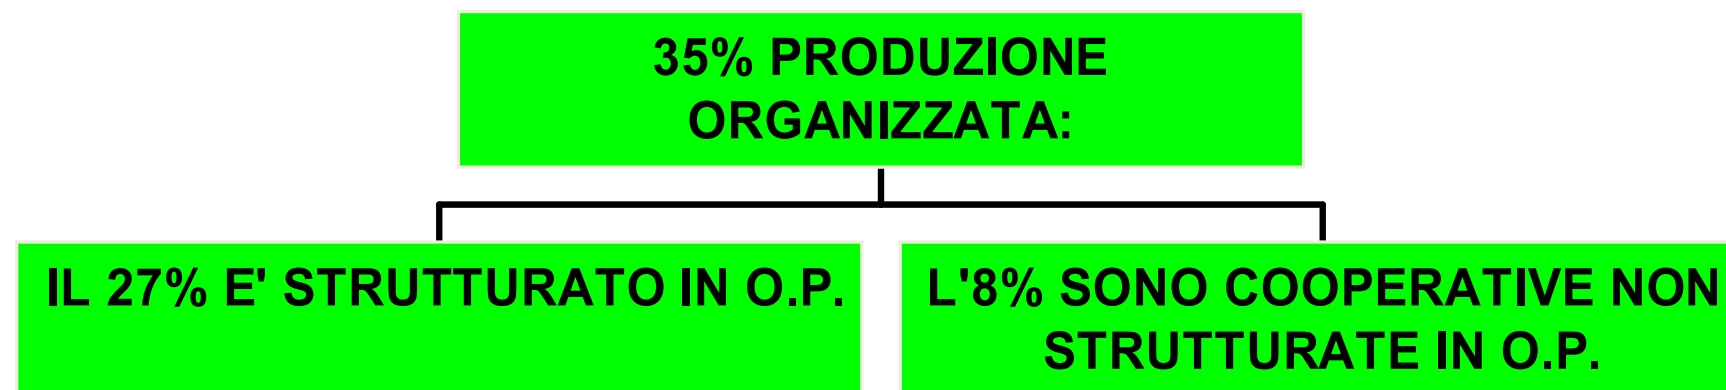 35% PRODUZIONE
ORGANIZZATA:
IL 27% E' STRUTTURATO IN O.P.
L'8% SONO COOPERATIVE NON
STRUTTURATE IN O.P.